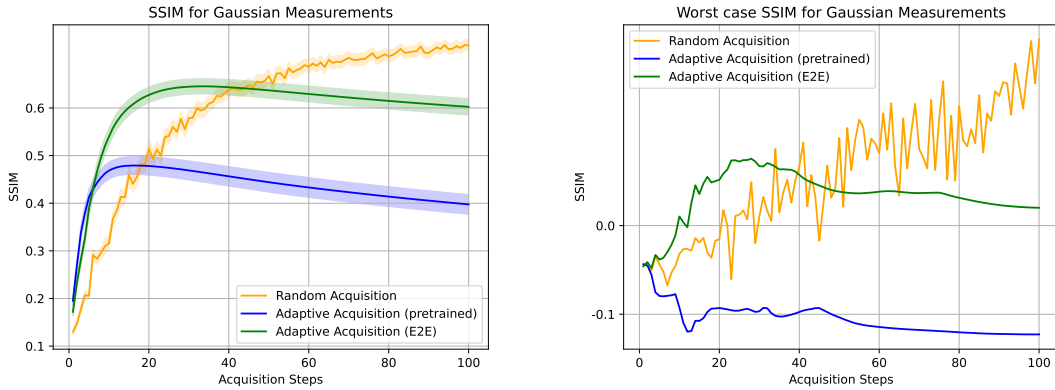 SSIM for Gaussian Measurements
SSIM
0.6
0.5
0.4
0.3
0.2
0.1
Random Acquisition
Adaptive Acquisition (pretrained)
Adaptive Acquisition (E2E)
0
20
40
60
80
100
Acquisition Steps
Worst case SSIM for Gaussian Measurements
Random Acquisition
Adaptive Acquisition (pretrained)
Adaptive Acquisition (E2E)
SSIM
0.0
-0.1
0
20
40
60
80
100
Acquisition Steps